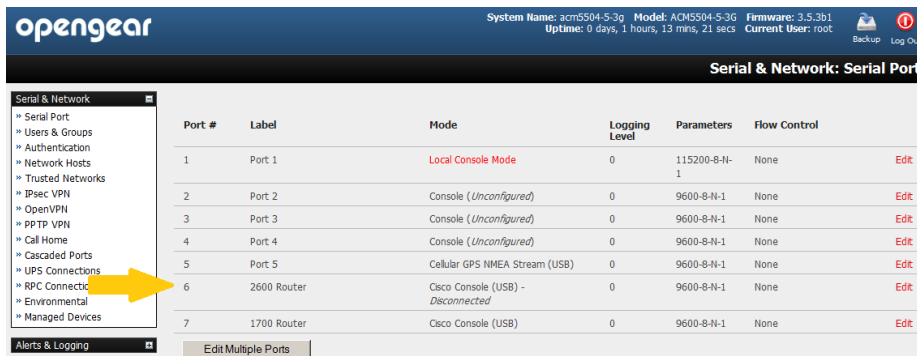 opengear
System Name: acm5504-5-3g Model: ACM5504-5-3G Firmware: 3.5.3b1
Uptime: 0 days, 1 hours, 13 mins, 21 secs Current User: root
Backup
Log Ou
Serial & Network: Serial Port
Serial & Network
» Serial Port
» Users & Groups
» Authentication
» Network Hosts
» Trusted Networks
» IPsec VPN
» OpenVPN
» PPTP VPN
» Call Home
» Cascaded Ports
» UPS Connections
» RPC Connectio
» Environmental
» Managed Devices
Alerts & Logging
Port # Label Mode Logging Level Parameters Flow Control
1 Port 1 Local Console Mode 0 115200-8-N-1 None Edit
2 Port 2 Console (Unconfigured) 0 9600-8-N-1 None Edit
3 Port 3 Console (Unconfigured) 0 9600-8-N-1 None Edit
4 Port 4 Console (Unconfigured) 0 9600-8-N-1 None Edit
5 Port 5 Cellular GPS NMEA Stream (USB) 0 9600-8-N-1 None Edit
6 2600 Router Cisco Console (USB) - Disconnected 0 9600-8-N-1 None Edit
7 1700 Router Cisco Console (USB) 0 9600-8-N-1 None Edit
Edit Multiple Ports